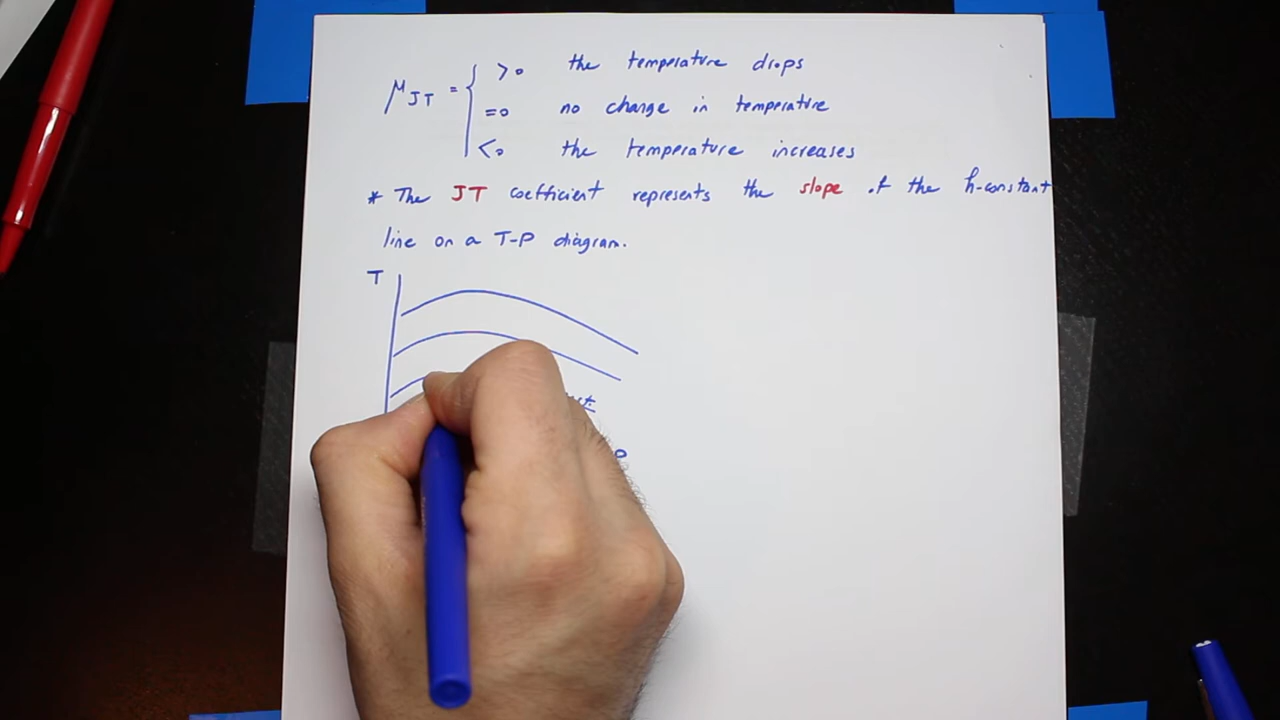 μJT = { >0 the temperature drops
=0 no change in temperature
<0 the temperature increases
* The JT coefficient represents the slope of the h-constant
line on a T-P diagram.
T
P